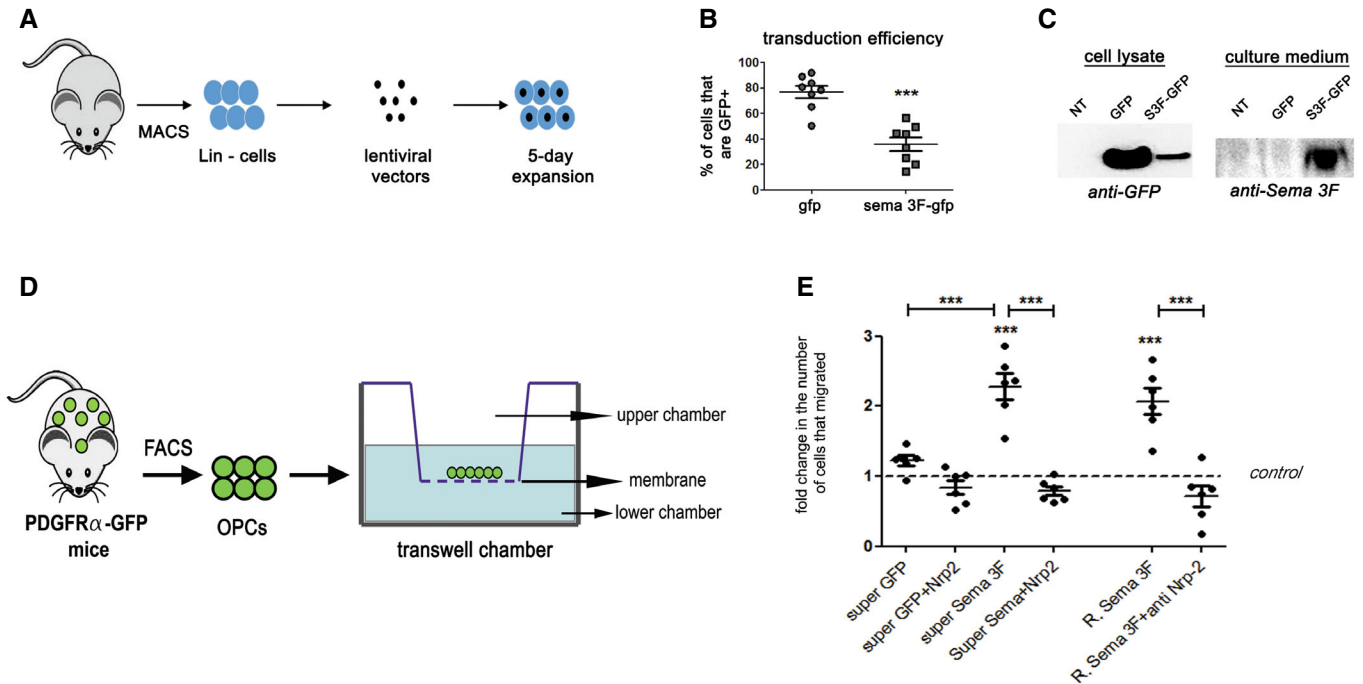 A
MACS
Lin - cells
lentiviral
vectors
5-day
expansion
B
transduction efficiency
% of cells that
are GFP+
100
80
60
40
20
0
***
gfp
sema 3F-gfp
C
cell lysate
culture medium
NT
GFP
S3F-GFP
NT
GFP
S3F-GFP
anti-GFP
anti-Sema 3F
D
PDGFRα-GFP
mice
FACS
OPCs
upper chamber
membrane
lower chamber
transwell chamber
E
fold change in the number
of cells that migrated
3
2
1
0
***
***
***
***
***
control
super GFP
super GFP+Nrp2
super Sema 3F
Super Sema+Nrp2
R. Sema 3F
R. Sema 3F+anti Nrp-2